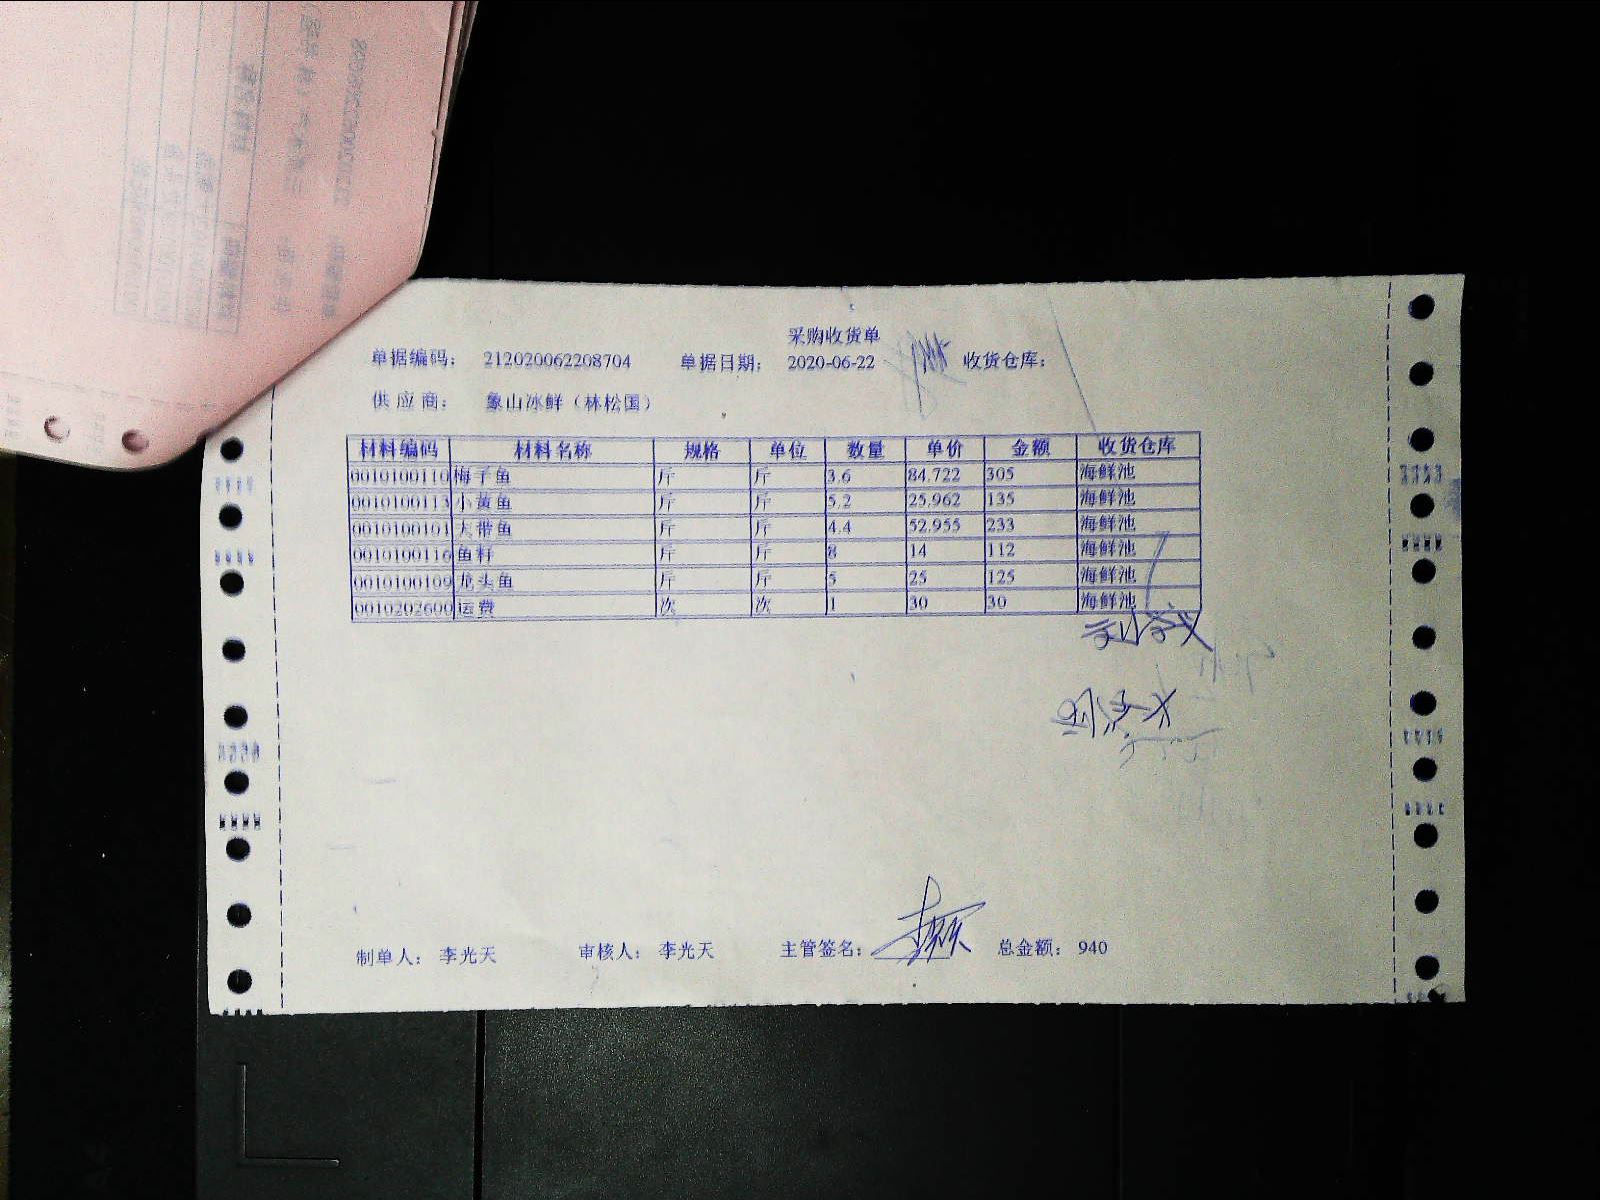 采购收货单
单据编码： 212020062208704 单据日期： 2020-06-22 收货仓库：
供应商： 象山冰鲜（林松国）
材料编码 材料名称 规格 单位 数量 单价 金额 收货仓库
0010100110 梅子鱼 斤 斤 3.6 84.722 305 海鲜池
0010100113 小黄鱼 斤 斤 5.2 25.962 135 海鲜池
0010100101 大带鱼 斤 斤 4.4 52.955 233 海鲜池
0010100116 鱼籽 斤 斤 8 14 112 海鲜池
0010100109 龙头鱼 斤 斤 5 25 125 海鲜池
0010202600 运费 次 次 1 30 30 海鲜池
制单人： 李光天 审核人： 李光天 主管签名： 总金额： 940